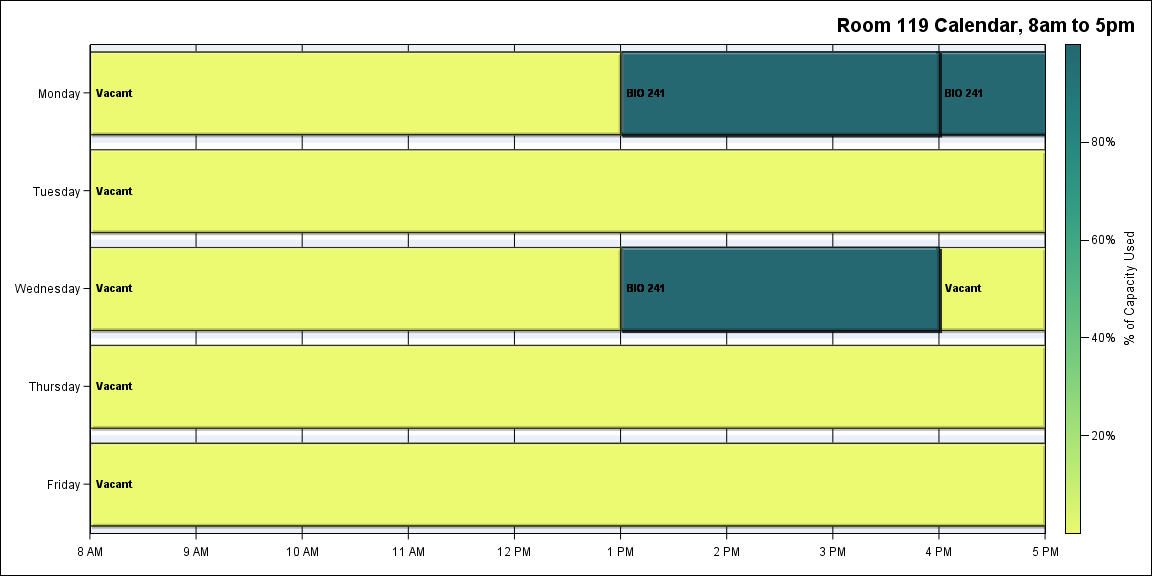 Room 119 Calendar, 8am to 5pm
Monday Vacant BIO 241 BIO 241
80%
Tuesday Vacant
60%
% of Capacity Used
Wednesday Vacant BIO 241 Vacant
40%
Thursday Vacant
20%
Friday Vacant
8 AM 9 AM 10 AM 11 AM 12 PM 1 PM 2 PM 3 PM 4 PM 5 PM